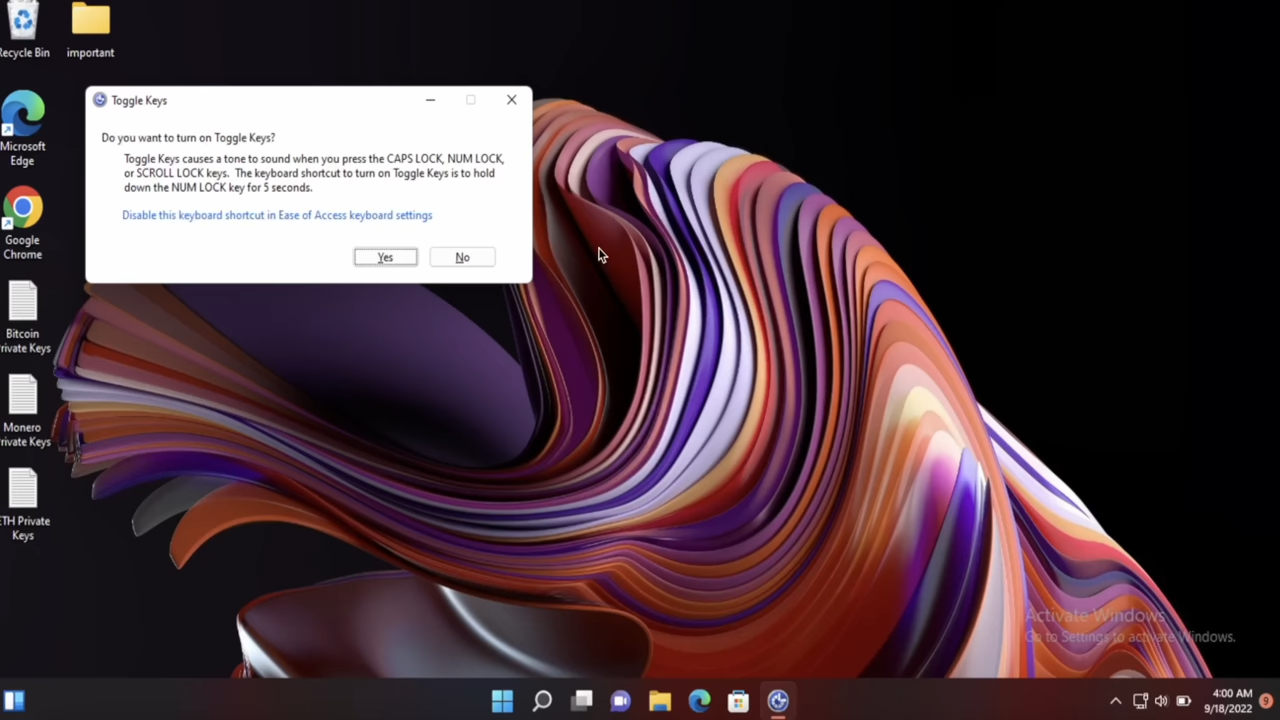 Recycle Bin
important
Toggle Keys
Do you want to turn on Toggle Keys?
Toggle Keys causes a tone to sound when you press the CAPS LOCK, NUM LOCK,
or SCROLL LOCK keys. The keyboard shortcut to turn on Toggle Keys is to hold
down the NUM LOCK key for 5 seconds.
Disable this keyboard shortcut in Ease of Access keyboard settings
Yes
No
Microsoft
Edge
Google
Chrome
Bitcoin
Private Keys
Monero
Private Keys
ETH Private
Keys
Activate Windows
Go to Settings to activate Windows.
4:00 AM
9/18/2022
9